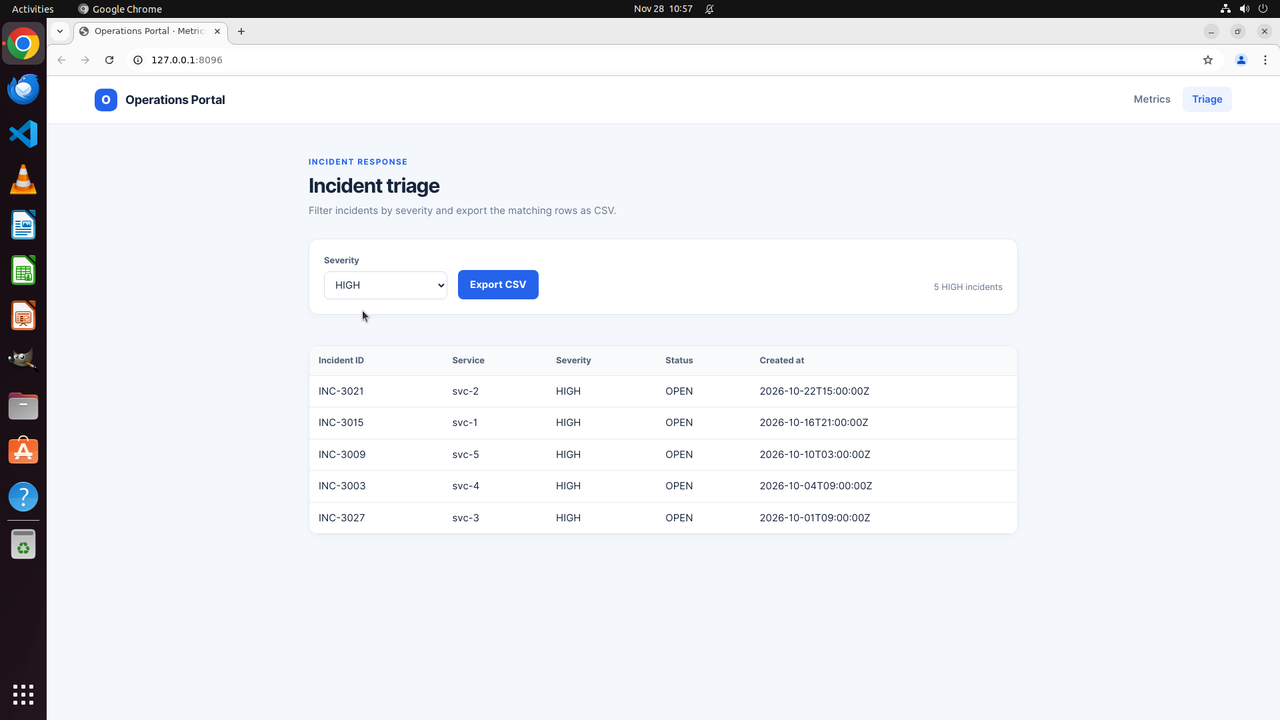 Activities
Google Chrome
Nov 28 10:57
Operations Portal · Metric
127.0.0.1:8096
O Operations Portal
Metrics
Triage
INCIDENT RESPONSE
Incident triage
Filter incidents by severity and export the matching rows as CSV.
Severity
HIGH
Export CSV
5 HIGH incidents
Incident ID Service Severity Status Created at
INC-3021 svc-2 HIGH OPEN 2026-10-22T15:00:00Z
INC-3015 svc-1 HIGH OPEN 2026-10-16T21:00:00Z
INC-3009 svc-5 HIGH OPEN 2026-10-10T03:00:00Z
INC-3003 svc-4 HIGH OPEN 2026-10-04T09:00:00Z
INC-3027 svc-3 HIGH OPEN 2026-10-01T09:00:00Z